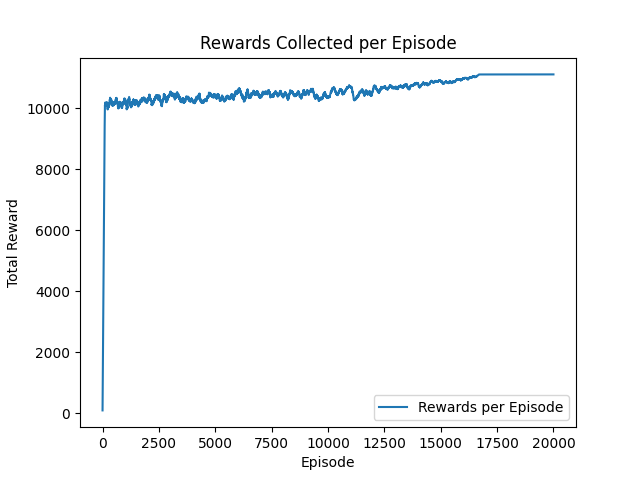 Rewards Collected per Episode
Total Reward
10000
8000
6000
4000
2000
0
Rewards per Episode
0 2500 5000 7500 10000 12500 15000 17500 20000
Episode